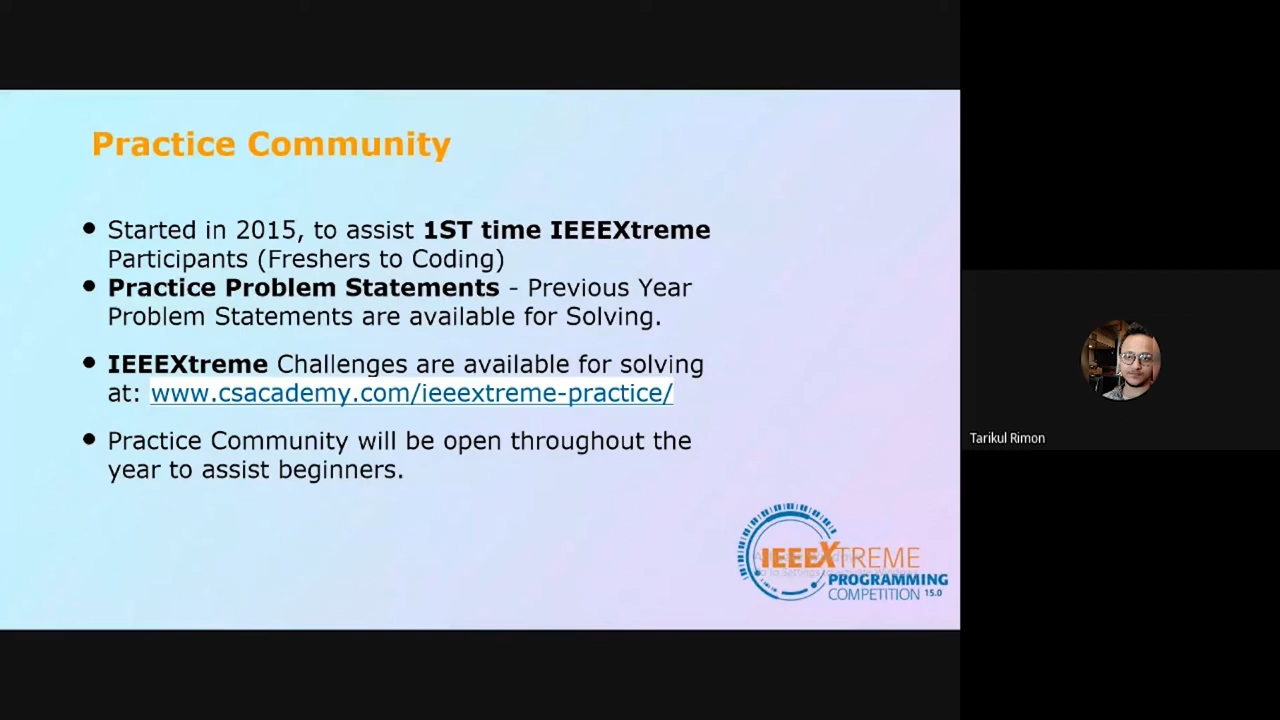 Practice Community
• Started in 2015, to assist 1ST time IEEEXtreme
Participants (Freshers to Coding)
• Practice Problem Statements - Previous Year
Problem Statements are available for Solving.
• IEEEXtreme Challenges are available for solving
at: www.csacademy.com/ieeextreme-practice/
• Practice Community will be open throughout the
year to assist beginners.
IEEEXTREME
PROGRAMMING
COMPETITION 15.0
Tarikul Rimon